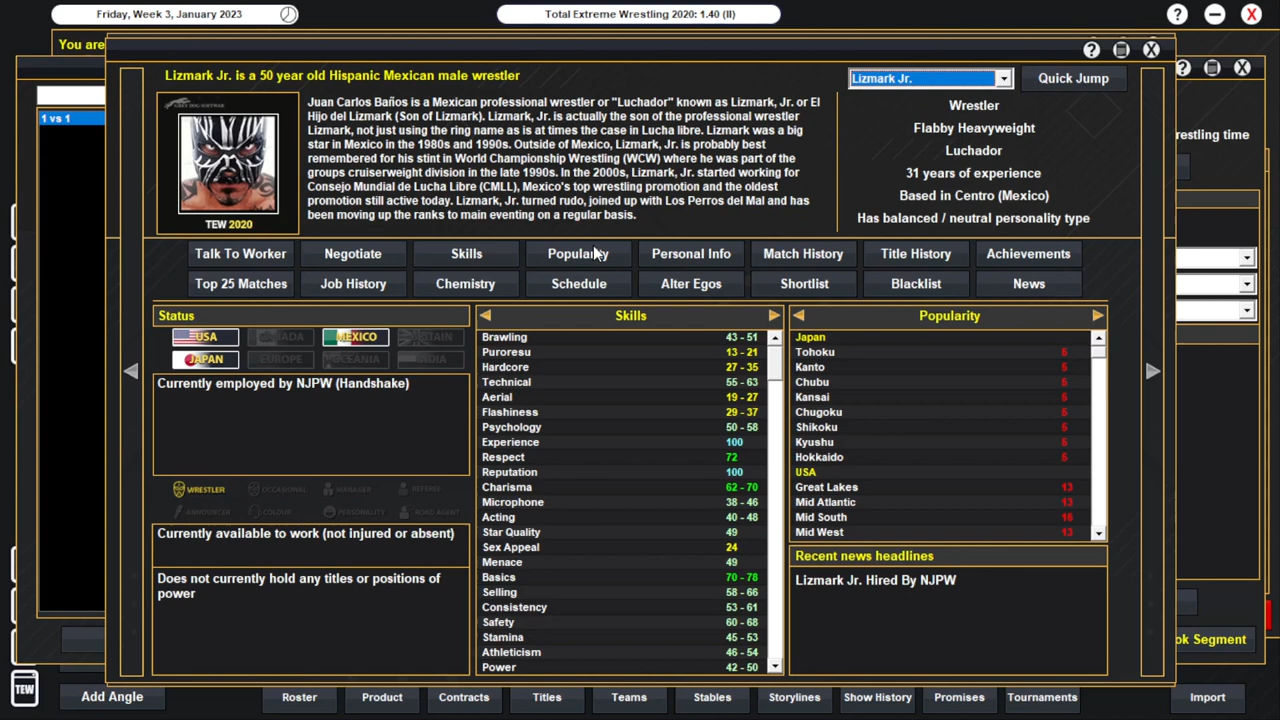 Friday, Week 3, January 2023
Total Extreme Wrestling 2020: 1.40 (II)
? X
You are
? X
? X
Lizmark Jr. is a 50 year old Hispanic Mexican male wrestler
Lizmark Jr.
Quick Jump
1 vs 1
Juan Carlos Baños is a Mexican professional wrestler or "Luchador" known as Lizmark, Jr. or El
Hijo del Lizmark (Son of Lizmark). Lizmark, Jr. is actually the son of the professional wrestler
Lizmark, not just using the ring name as is at times the case in Lucha libre. Lizmark was a big
star in Mexico in the 1980s and 1990s. Outside of Mexico, Lizmark, Jr. is probably best
remembered for his stint in World Championship Wrestling (WCW) where he was part of the
groups cruiserweight division in the late 1990s. In the 2000s, Lizmark, Jr. started working for
Consejo Mundial de Lucha Libre (CMLL), Mexico's top wrestling promotion and the oldest
promotion still active today. Lizmark, Jr. turned rudo, joined up with Los Perros del Mal and has
been moving up the ranks to main eventing on a regular basis.
GREY DOG SOFTWARE
TEW 2020
Wrestler
Flabby Heavyweight
Luchador
31 years of experience
Based in Centro (Mexico)
Has balanced / neutral personality type
restling time
Talk To Worker Negotiate Skills Popularity Personal Info Match History Title History Achievements
Top 25 Matches Job History Chemistry Schedule Alter Egos Shortlist Blacklist News
Status
USA CANADA MEXICO BRITAIN
JAPAN EUROPE OCEANIA INDIA
Currently employed by NJPW (Handshake)
WRESTLER OCCASIONAL MANAGER REFEREE
ANNOUNCER COLOUR PERSONALITY ROAD AGENT
Currently available to work (not injured or absent)
Does not currently hold any titles or positions of
power
Skills
Brawling 43 - 51
Puroresu 13 - 21
Hardcore 27 - 35
Technical 55 - 63
Aerial 19 - 27
Flashiness 29 - 37
Psychology 50 - 58
Experience 100
Respect 72
Reputation 100
Charisma 62 - 70
Microphone 38 - 46
Acting 40 - 48
Star Quality 49
Sex Appeal 24
Menace 49
Basics 70 - 78
Selling 58 - 66
Consistency 53 - 61
Safety 60 - 68
Stamina 45 - 53
Athleticism 46 - 54
Power 42 - 50
Popularity
Japan
Tohoku 5
Kanto 5
Chubu 5
Kansai 5
Chugoku 5
Shikoku 5
Kyushu 5
Hokkaido 5
USA
Great Lakes 13
Mid Atlantic 13
Mid South 16
Mid West 13
Recent news headlines
Lizmark Jr. Hired By NJPW
ok Segment
TEW
Add Angle Roster Product Contracts Titles Teams Stables Storylines Show History Promises Tournaments Import